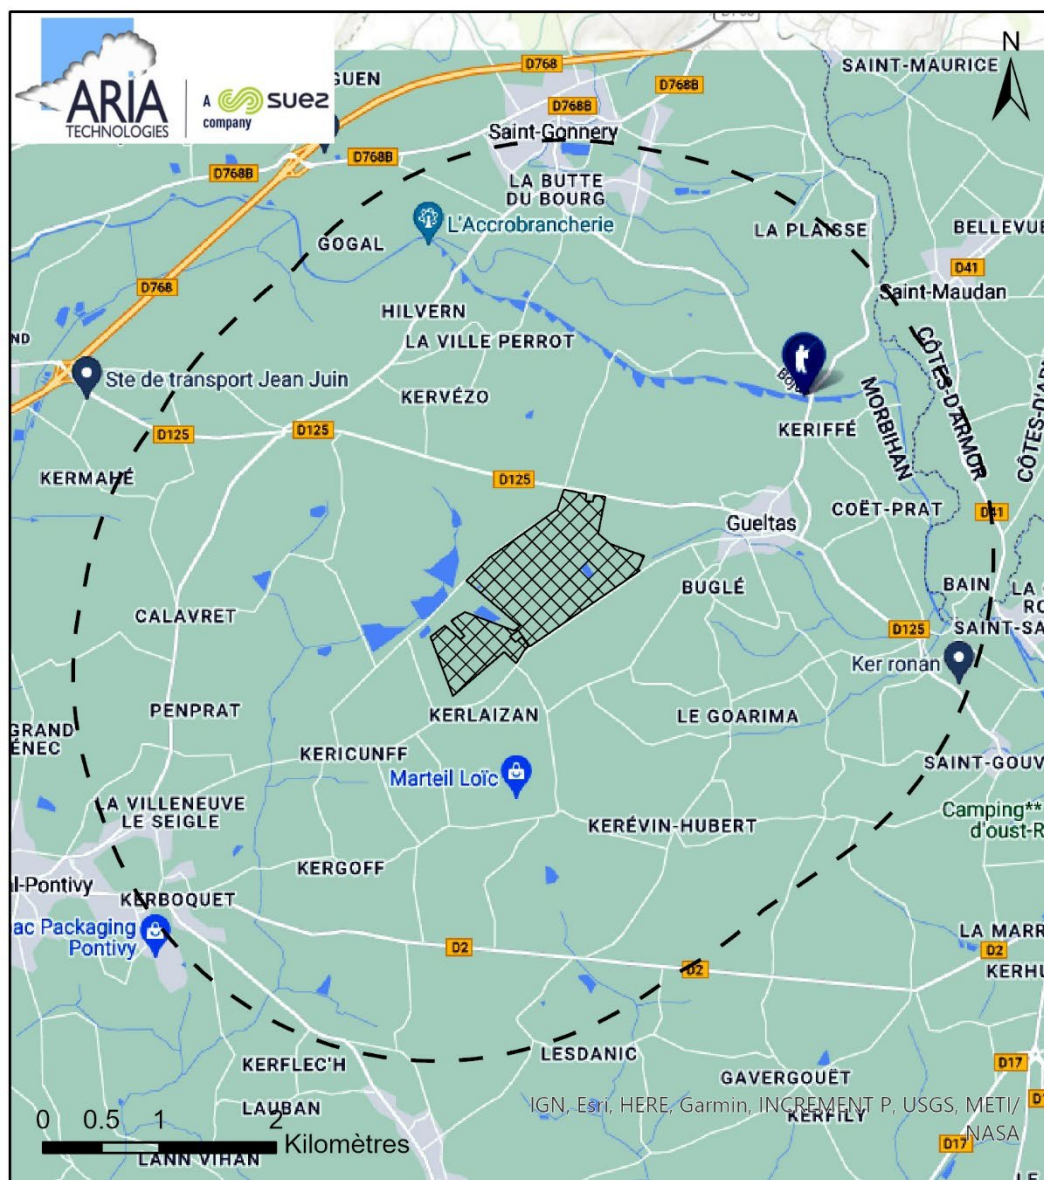 D768
ARIA
TECHNOLOGIES
A
company
suez
GUEN
D768
D768B
D768B
SAINT-MAURICE
N
Saint-Gonnery
D768B
D768B
LA BUTTE
DU BOURG
L'Accrobrancherie
GOGAL
LA PLAISSE
BELLEVUE
D41
D768
Saint-Maudan
HILVERN
LA VILLE PERROT
ND
Ste de transport Jean Juin
KERVÉZO
CÔTES-D'ARMOR
MORBIHAN
KERIFFÉ
D125
D125
KERMAHÉ
D125
Gueltas
COËT-PRAT
D41
BUGLÉ
BAIN
CALAVRET
D125
SAINT-SA
Ker ronan
PENPRAT
KERLAIZAN
LE GOARIMA
GRAND
ÉNEC
KERICUNFF
SAINT-GOUV
Marteil Loïc
LA VILLENEUVE
LE SEIGLE
KERÉVIN-HUBERT
Camping**
d'oust-R
KERGOFF
l-Pontivy
KERBOQUET
ac Packaging
Pontivy
D2
LA MARR
D2
D2
KERHU
LESDANIC
KERFLEC'H
GAVERGOUËT
D17
LAUBAN
KERFILY
IGN, Esri, HERE, Garmin, INCREMENT P, USGS, METI/
NASA
0 0.5 1 2
Kilomètres
D17
LANN VIHAN